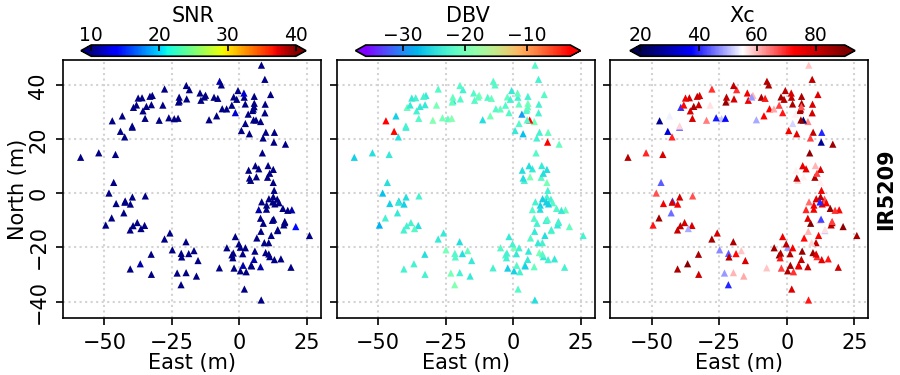 SNR DBV Xc
10 20 30 40 −30 −20 −10 20 40 60 80
40
20
0
−20
−40
North (m)
IR5209
−50 −25 0 25 −50 −25 0 25 −50 −25 0 25
East (m) East (m) East (m)